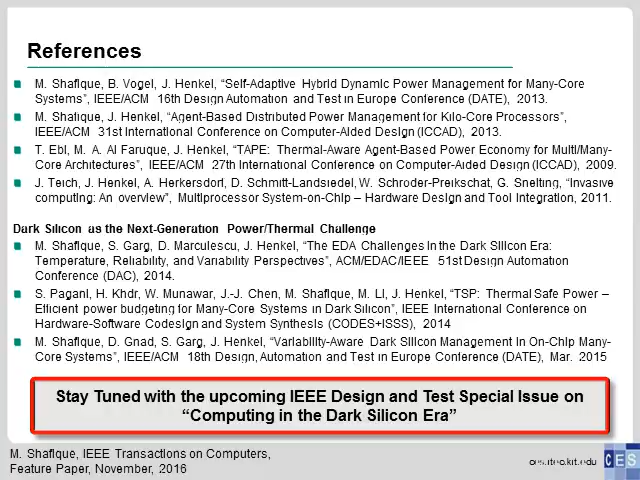 References
M. Shafique, B. Vogel, J. Henkel, “Self-Adaptive Hybrid Dynamic Power Management for Many-Core
Systems”, IEEE/ACM 16th Design Automation and Test in Europe Conference (DATE), 2013.
M. Shafique, J. Henkel, “Agent-Based Distributed Power Management for Kilo-Core Processors”,
IEEE/ACM 31st International Conference on Computer-Aided Design (ICCAD), 2013.
T. Ebi, M. A. Al Faruque, J. Henkel, “TAPE: Thermal-Aware Agent-Based Power Economy for Multi/Many-
Core Architectures”, IEEE/ACM 27th International Conference on Computer-Aided Design (ICCAD), 2009.
J. Teich, J. Henkel, A. Herkersdorf, D. Schmitt-Landsiedel, W. Schroder-Preikschat, G. Snelting, “Invasive
computing: An overview”, Multiprocessor System-on-Chip – Hardware Design and Tool Integration, 2011.
Dark Silicon as the Next-Generation Power/Thermal Challenge
M. Shafique, S. Garg, D. Marculescu, J. Henkel, “The EDA Challenges in the Dark Silicon Era:
Temperature, Reliability, and Variability Perspectives”, ACM/EDAC/IEEE 51st Design Automation
Conference (DAC), 2014.
S. Pagani, H. Khdr, W. Munawar, J.-J. Chen, M. Shafique, M. Li, J. Henkel, “TSP: Thermal Safe Power –
Efficient power budgeting for Many-Core Systems in Dark Silicon”, IEEE International Conference on
Hardware-Software Codesign and System Synthesis (CODES+ISSS), 2014
M. Shafique, D. Gnad, S. Garg, J. Henkel, “Variability-Aware Dark Silicon Management in On-Chip Many-
Core Systems”, IEEE/ACM 18th Design, Automation and Test in Europe Conference (DATE), Mar. 2015
Stay Tuned with the upcoming IEEE Design and Test Special Issue on
“Computing in the Dark Silicon Era”
M. Shafique, IEEE Transactions on Computers,
Feature Paper, November, 2016
ces.itec.kit.edu
CES